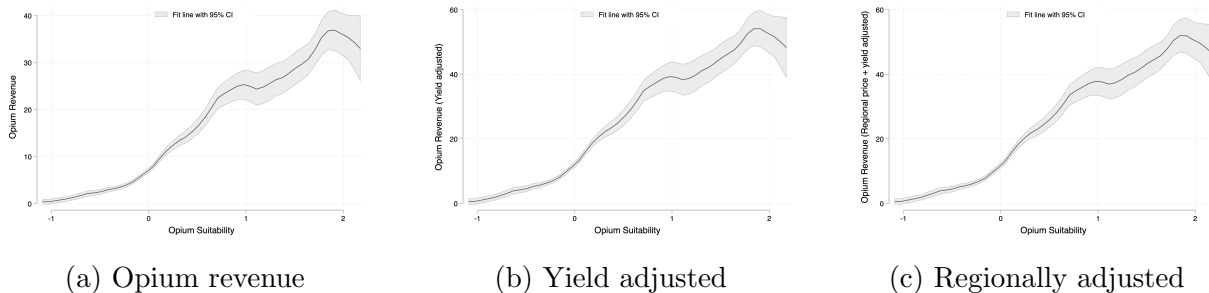 Fit line with 95% CI
40
30
20
10
0
Opium Revenue
-1 0 1 2
Opium Suitability
(a) Opium revenue
Fit line with 95% CI
60
40
20
0
Opium Revenue (Yield adjusted)
-1 0 1 2
Opium Suitability
(b) Yield adjusted
Fit line with 95% CI
60
40
20
0
Opium Revenue (Regional price + yield adjusted)
-1 0 1 2
Opium Suitability
(c) Regionally adjusted